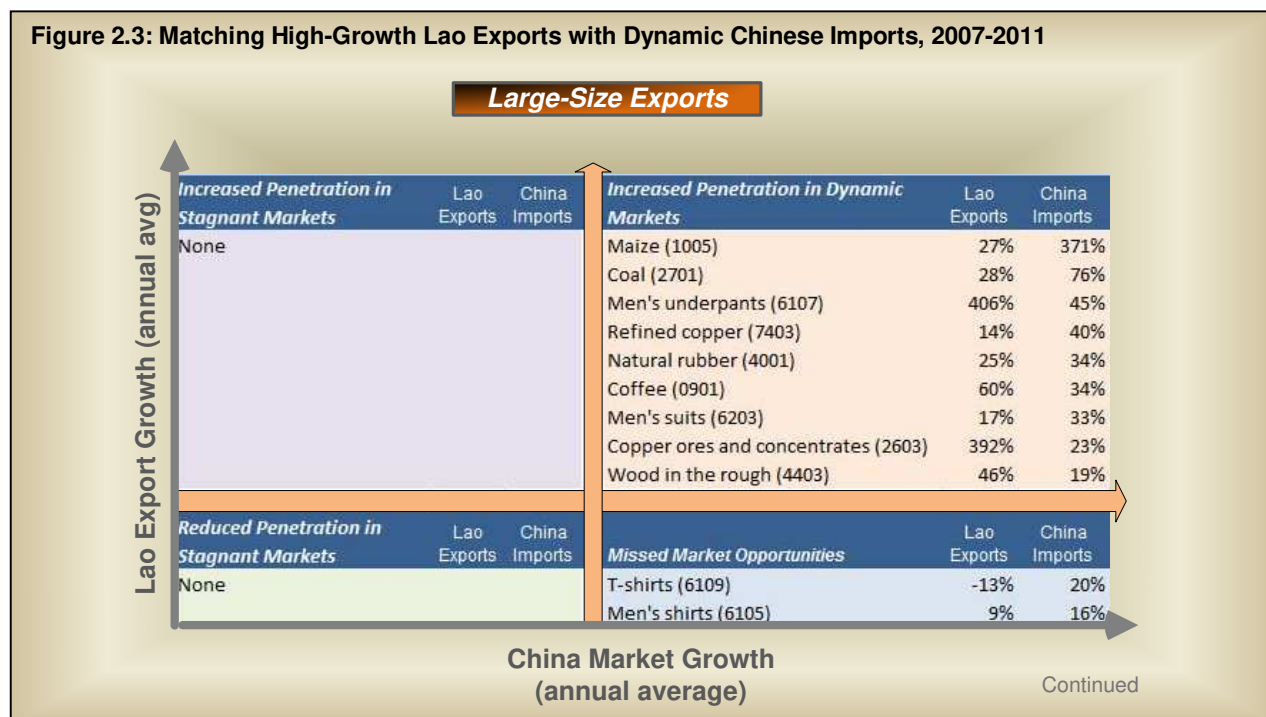 Figure 2.3: Matching High-Growth Lao Exports with Dynamic Chinese Imports, 2007-2011
Large-Size Exports
Lao Export Growth (annual avg)
Increased Penetration in Stagnant Markets Lao Exports China Imports
None
Increased Penetration in Dynamic Markets Lao Exports China Imports
Maize (1005) 27% 371%
Coal (2701) 28% 76%
Men's underpants (6107) 406% 45%
Refined copper (7403) 14% 40%
Natural rubber (4001) 25% 34%
Coffee (0901) 60% 34%
Men's suits (6203) 17% 33%
Copper ores and concentrates (2603) 392% 23%
Wood in the rough (4403) 46% 19%
Reduced Penetration in Stagnant Markets Lao Exports China Imports
None
Missed Market Opportunities Lao Exports China Imports
T-shirts (6109) -13% 20%
Men's shirts (6105) 9% 16%
China Market Growth
(annual average)
Continued